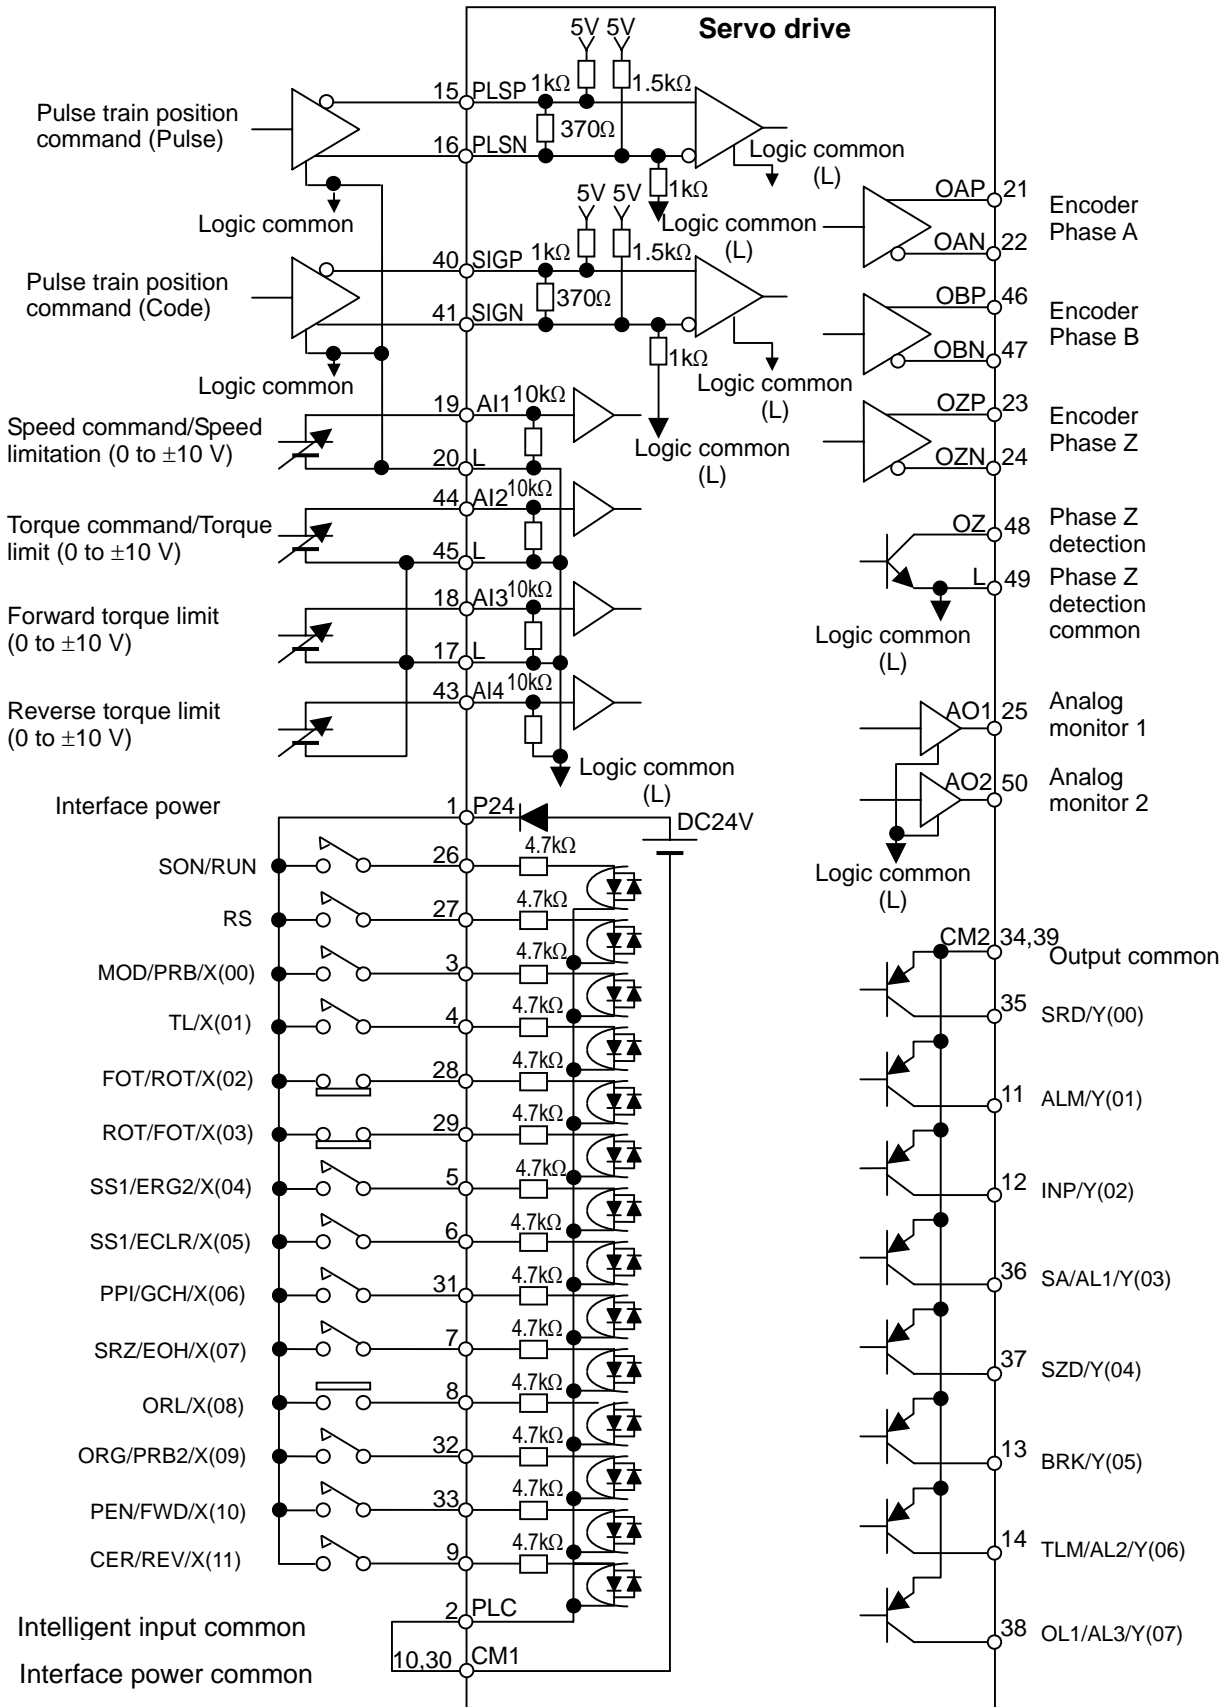 Servo drive
5V 5V
1kΩ
1.5kΩ
15 PLSP
Pulse train position
command (Pulse)
370Ω
16 PLSN
Logic common
(L)
1kΩ
Logic common
5V 5V
Logic common
(L)
OAP 21
Encoder
Phase A
OAN 22
1kΩ
1.5kΩ
40 SIGP
Pulse train position
command (Code)
370Ω
41 SIGN
1kΩ
Logic common
Logic common
(L)
OBP 46
Encoder
Phase B
OBN 47
10kΩ
19 AI1
Speed command/Speed
limitation (0 to ±10 V)
20 L
Logic common
(L)
OZP 23
Encoder
Phase Z
OZN 24
10kΩ
44 AI2
Torque command/Torque
limit (0 to ±10 V)
45 L
OZ 48
Phase Z
detection
L 49
Phase Z
detection
common
Logic common
(L)
10kΩ
18 AI3
Forward torque limit
(0 to ±10 V)
17 L
10kΩ
43 AI4
Reverse torque limit
(0 to ±10 V)
Logic common
(L)
AO1 25
Analog
monitor 1
AO2 50
Analog
monitor 2
Logic common
(L)
Interface power
1 P24
DC24V
SON/RUN 26 4.7kΩ
RS 27 4.7kΩ
MOD/PRB/X(00) 3 4.7kΩ
TL/X(01) 4 4.7kΩ
FOT/ROT/X(02) 28 4.7kΩ
ROT/FOT/X(03) 29 4.7kΩ
SS1/ERG2/X(04) 5 4.7kΩ
SS1/ECLR/X(05) 6 4.7kΩ
PPI/GCH/X(06) 31 4.7kΩ
SRZ/EOH/X(07) 7 4.7kΩ
ORL/X(08) 8 4.7kΩ
ORG/PRB2/X(09) 32 4.7kΩ
PEN/FWD/X(10) 33 4.7kΩ
CER/REV/X(11) 9 4.7kΩ
2 PLC
Intelligent input common
10,30 CM1
Interface power common
CM2 34,39
Output common
35 SRD/Y(00)
11 ALM/Y(01)
12 INP/Y(02)
36 SA/AL1/Y(03)
37 SZD/Y(04)
13 BRK/Y(05)
14 TLM/AL2/Y(06)
38 OL1/AL3/Y(07)